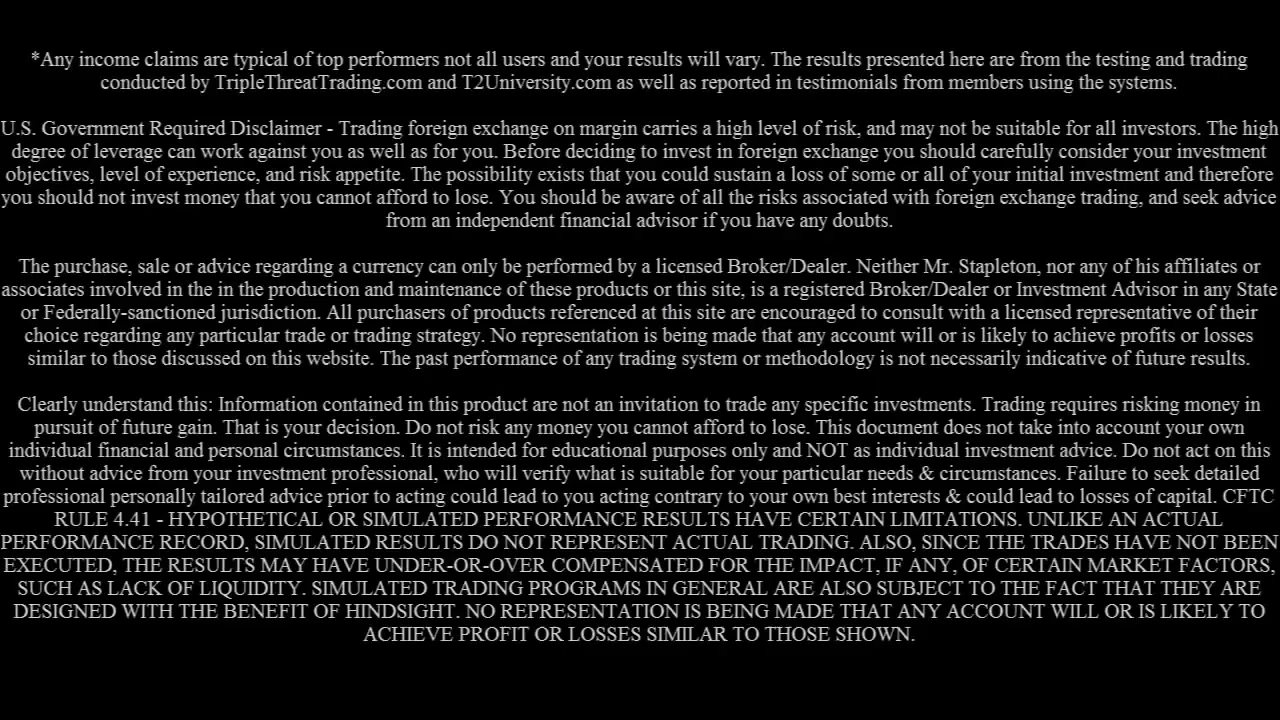 *Any income claims are typical of top performers not all users and your results will vary. The results presented here are from the testing and trading
conducted by TripleThreatTrading.com and T2University.com as well as reported in testimonials from members using the systems.
U.S. Government Required Disclaimer - Trading foreign exchange on margin carries a high level of risk, and may not be suitable for all investors. The high
degree of leverage can work against you as well as for you. Before deciding to invest in foreign exchange you should carefully consider your investment
objectives, level of experience, and risk appetite. The possibility exists that you could sustain a loss of some or all of your initial investment and therefore
you should not invest money that you cannot afford to lose. You should be aware of all the risks associated with foreign exchange trading, and seek advice
from an independent financial advisor if you have any doubts.
The purchase, sale or advice regarding a currency can only be performed by a licensed Broker/Dealer. Neither Mr. Stapleton, nor any of his affiliates or
associates involved in the in the production and maintenance of these products or this site, is a registered Broker/Dealer or Investment Advisor in any State
or Federally-sanctioned jurisdiction. All purchasers of products referenced at this site are encouraged to consult with a licensed representative of their
choice regarding any particular trade or trading strategy. No representation is being made that any account will or is likely to achieve profits or losses
similar to those discussed on this website. The past performance of any trading system or methodology is not necessarily indicative of future results.
Clearly understand this: Information contained in this product are not an invitation to trade any specific investments. Trading requires risking money in
pursuit of future gain. That is your decision. Do not risk any money you cannot afford to lose. This document does not take into account your own
individual financial and personal circumstances. It is intended for educational purposes only and NOT as individual investment advice. Do not act on this
without advice from your investment professional, who will verify what is suitable for your particular needs & circumstances. Failure to seek detailed
professional personally tailored advice prior to acting could lead to you acting contrary to your own best interests & could lead to losses of capital. CFTC
RULE 4.41 - HYPOTHETICAL OR SIMULATED PERFORMANCE RESULTS HAVE CERTAIN LIMITATIONS. UNLIKE AN ACTUAL
PERFORMANCE RECORD, SIMULATED RESULTS DO NOT REPRESENT ACTUAL TRADING. ALSO, SINCE THE TRADES HAVE NOT BEEN
EXECUTED, THE RESULTS MAY HAVE UNDER-OR-OVER COMPENSATED FOR THE IMPACT, IF ANY, OF CERTAIN MARKET FACTORS,
SUCH AS LACK OF LIQUIDITY. SIMULATED TRADING PROGRAMS IN GENERAL ARE ALSO SUBJECT TO THE FACT THAT THEY ARE
DESIGNED WITH THE BENEFIT OF HINDSIGHT. NO REPRESENTATION IS BEING MADE THAT ANY ACCOUNT WILL OR IS LIKELY TO
ACHIEVE PROFIT OR LOSSES SIMILAR TO THOSE SHOWN.